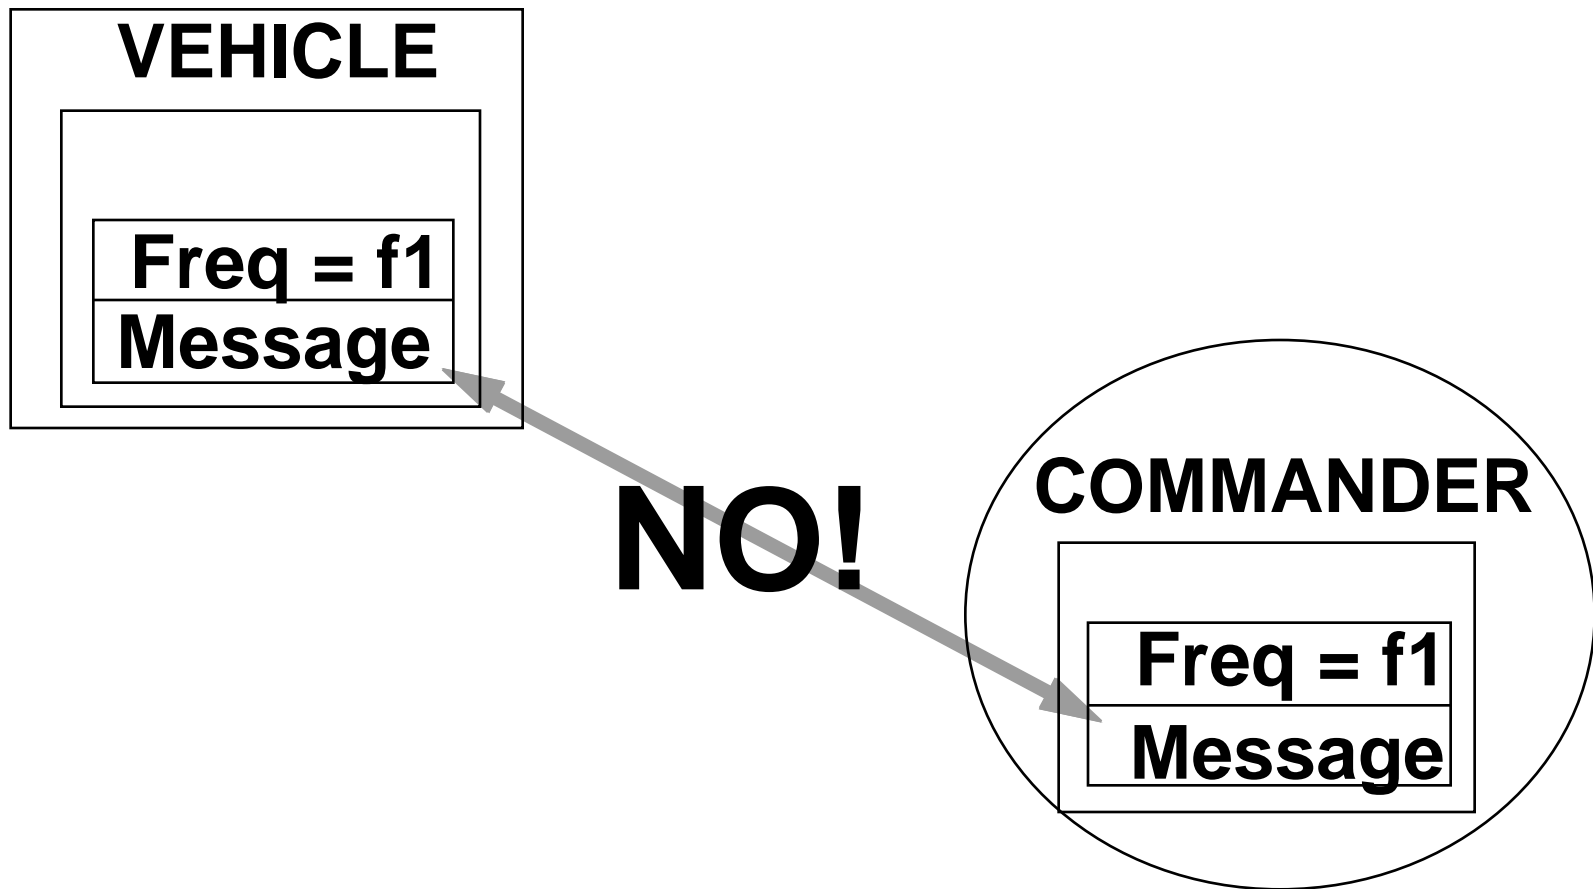 VEHICLE
Freq = f1
Message
NO!
COMMANDER
Freq = f1
Message